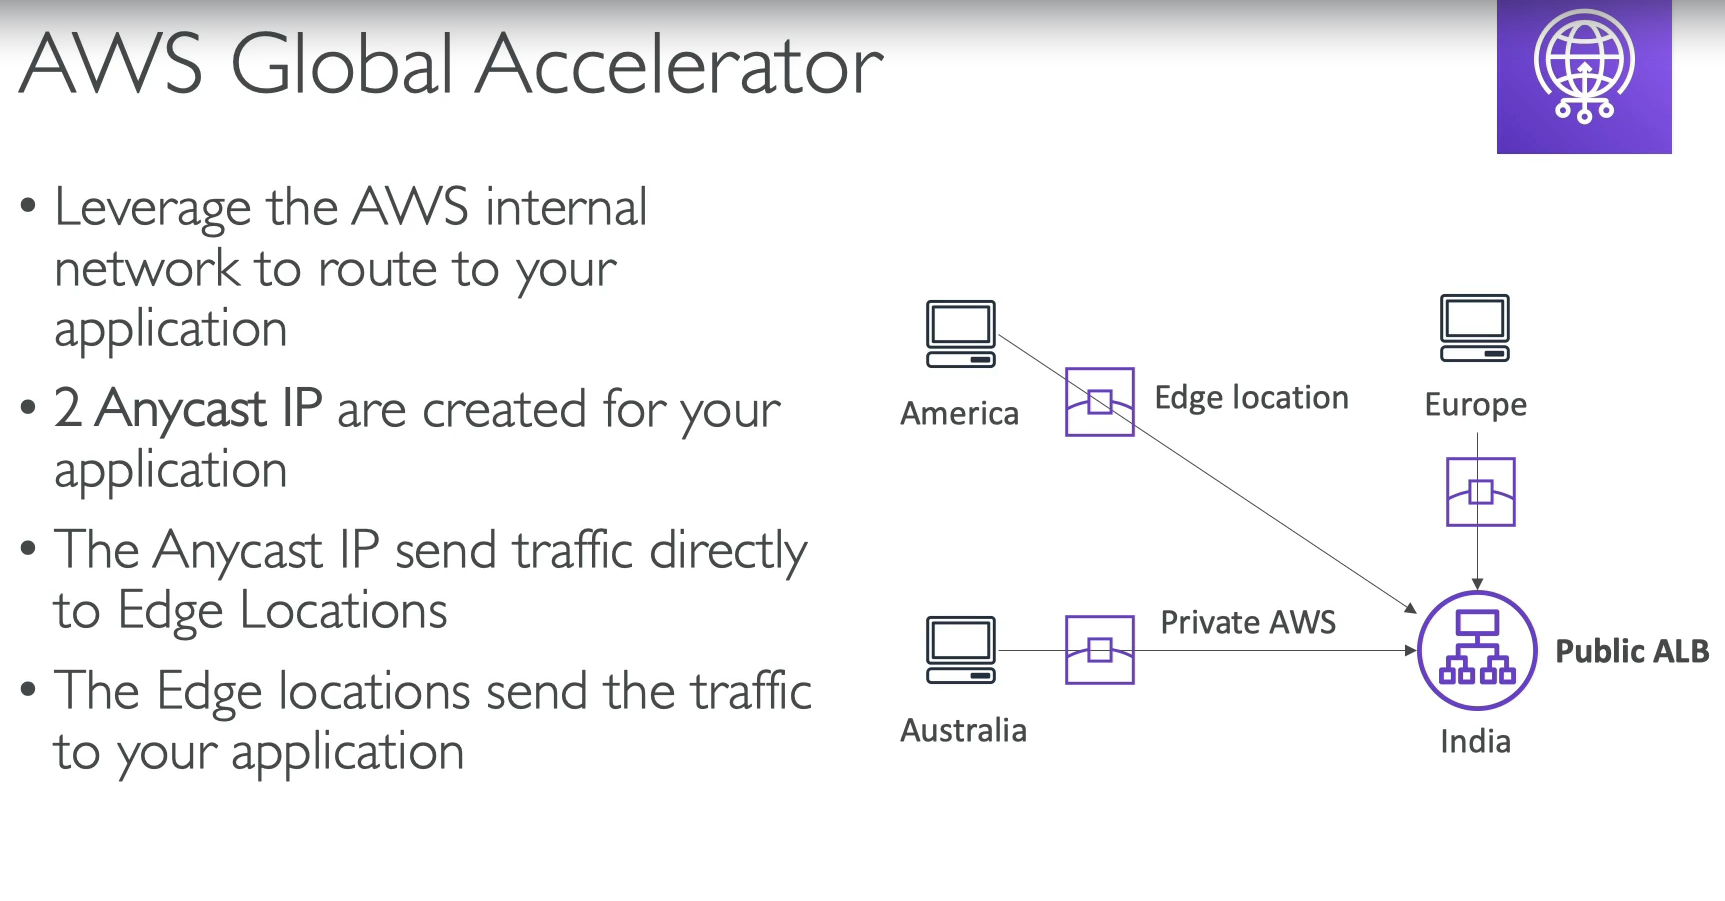 AWS Global Accelerator
• Leverage the AWS internal
network to route to your
application
• 2 Anycast IP are created for your
application
• The Anycast IP send traffic directly
to Edge Locations
• The Edge locations send the traffic
to your application
America
Edge location
Europe
Australia
Private AWS
Public ALB
India